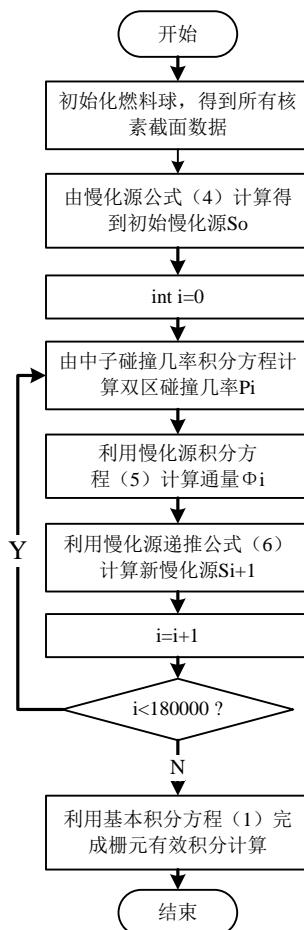 开始
初始化燃料球，得到所有核
素截面数据
由慢化源公式（4）计算得
到初始慢化源So
int i=0
由中子碰撞几率积分方程计
算双区碰撞几率Pi
利用慢化源积分方
程（5）计算通量Φi
利用慢化源递推公式（6）
计算新慢化源Si+1
i=i+1
i<180000？
Y
N
利用基本积分方程（1）完
成栅元有效积分计算
结束